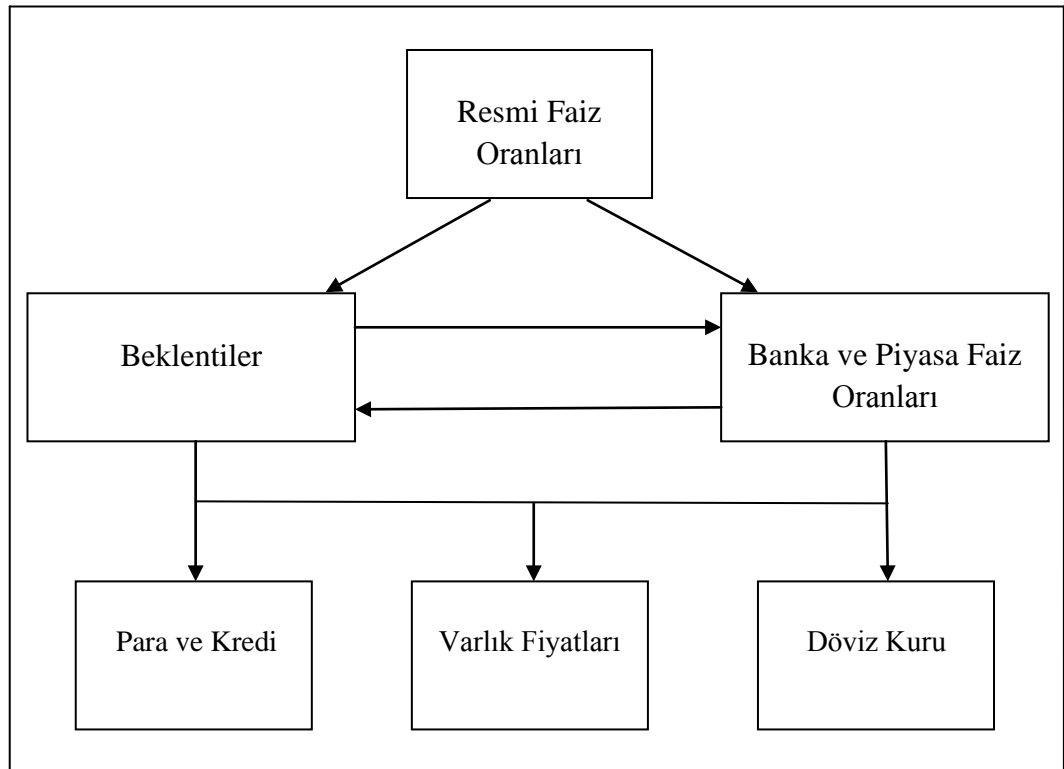 Resmi Faiz
Oranları
Beklentiler
Banka ve Piyasa Faiz
Oranları
Para ve Kredi
Varlık Fiyatları
Döviz Kuru